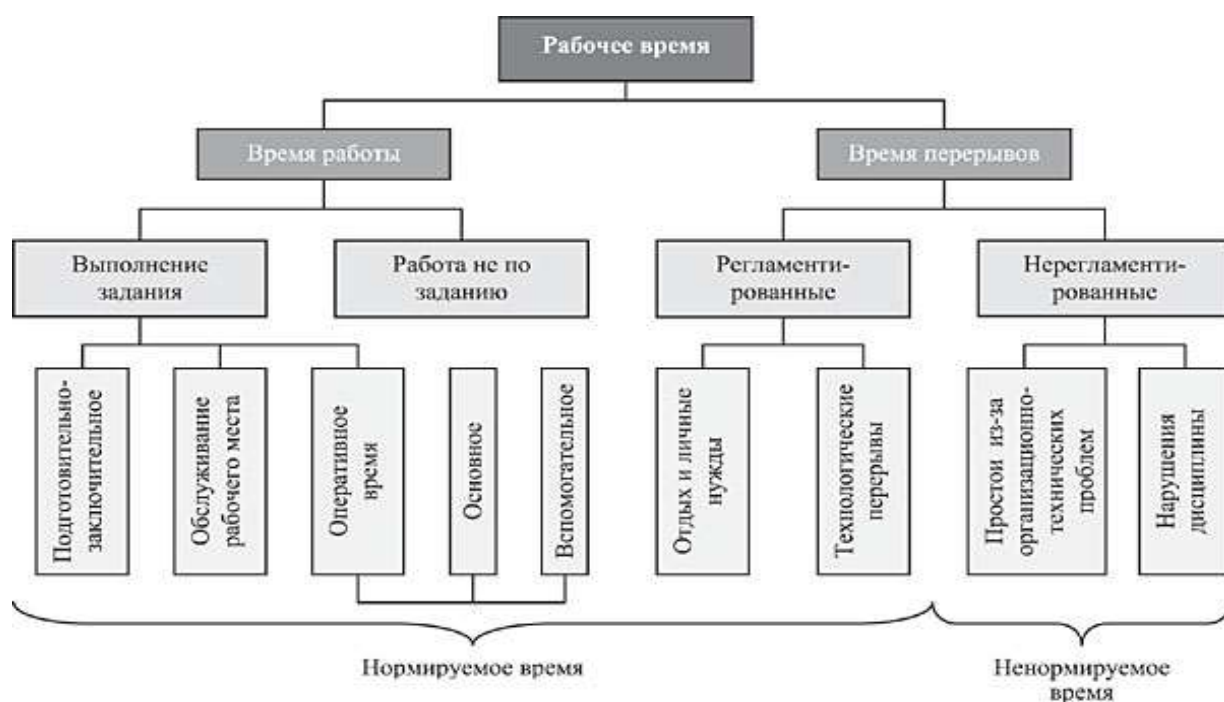 Рабочее время
Время работы
Время перерывов
Выполнение
задания
Работа не по
заданию
Регламенти-
рованные
Нерегламенти-
рованные
Подготовительно-
заключительное
Обслуживание
рабочего места
Оперативное
время
Основное
Вспомогательное
Отдых и личные
нужды
Технологические
перерывы
Простои из-за
организационно-
технических
проблем
Нарушения
дисциплины
Нормируемое время
Ненормируемое
время